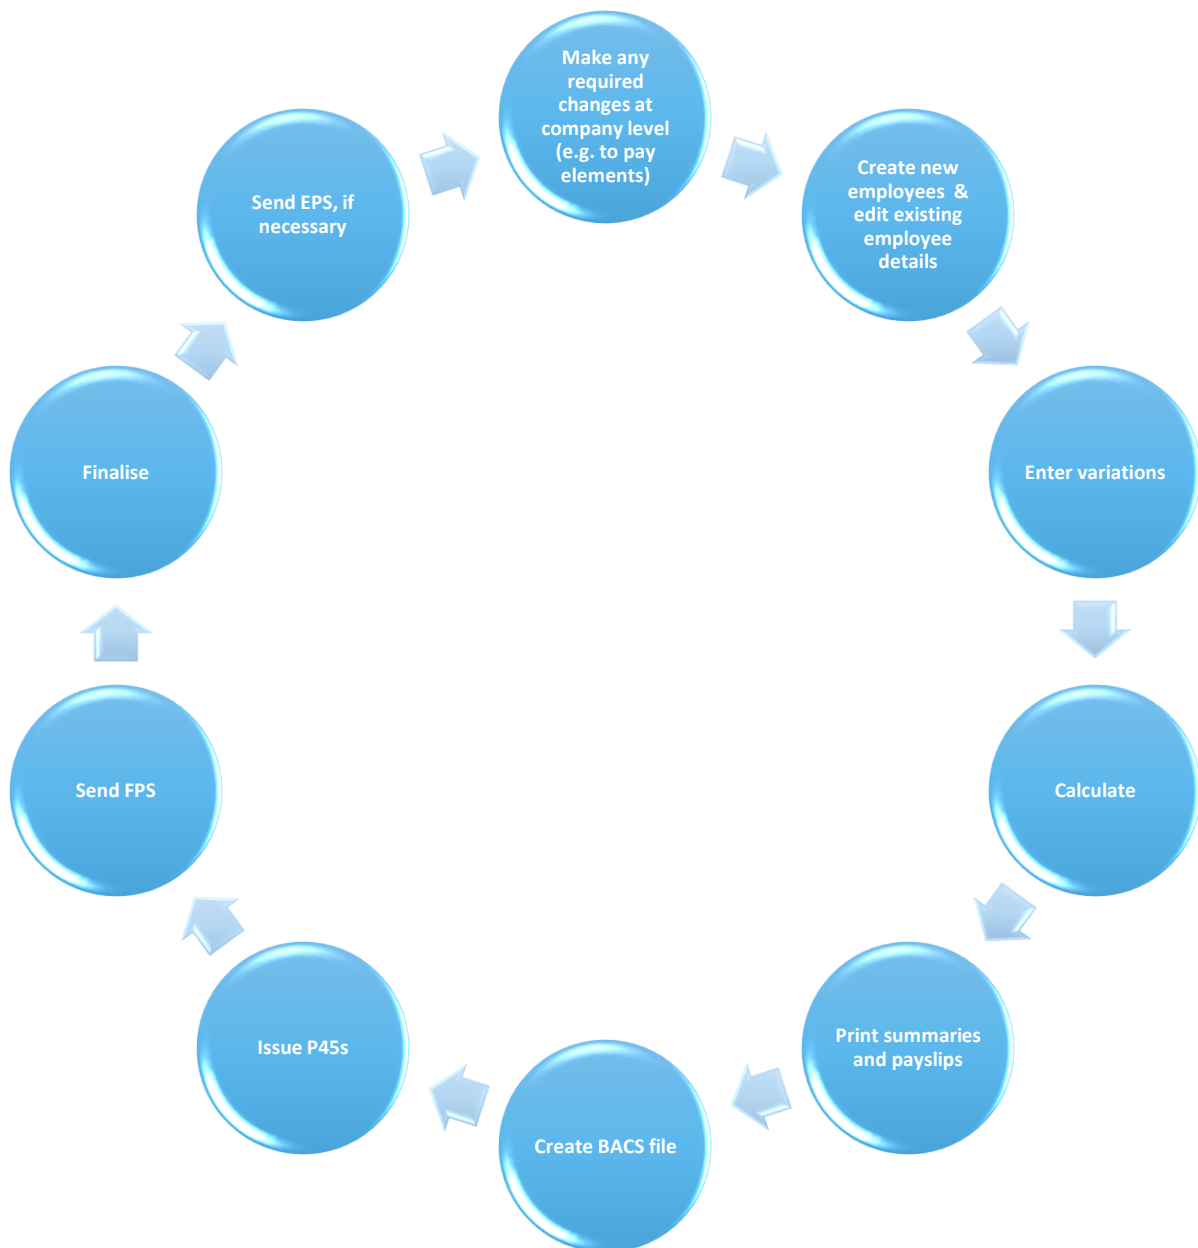 Make any
required
changes at
company level
(e.g. to pay
elements)
Create new
employees & 
edit existing
employee
details
Enter variations
Calculate
Print summaries
and payslips
Create BACS file
Issue P45s
Send FPS
Finalise
Send EPS, if
necessary